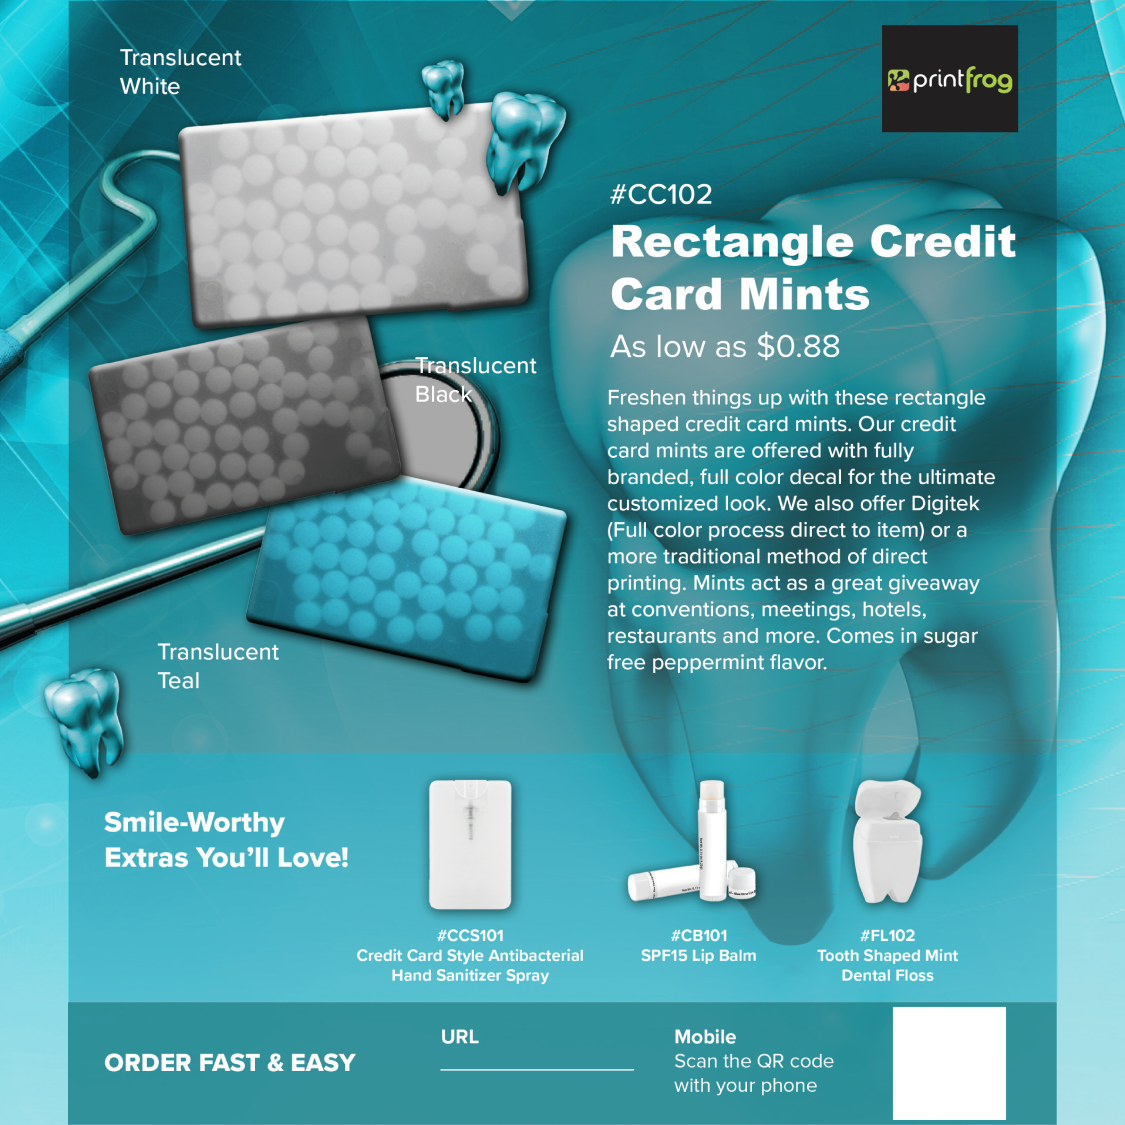 Translucent
White
printfrog
#CC102
Rectangle Credit
Card Mints
As low as $0.88
Translucent
Black
Freshen things up with these rectangle
shaped credit card mints. Our credit
card mints are offered with fully
branded, full color decal for the ultimate
customized look. We also offer Digitek
(Full color process direct to item) or a
more traditional method of direct
printing. Mints act as a great giveaway
at conventions, meetings, hotels,
restaurants and more. Comes in sugar
free peppermint flavor.
Translucent
Teal
Smile-Worthy
Extras You’ll Love!
#CCS101
Credit Card Style Antibacterial
Hand Sanitizer Spray
#CB101
SPF15 Lip Balm
#FL102
Tooth Shaped Mint
Dental Floss
ORDER FAST & EASY
URL
Mobile
Scan the QR code
with your phone